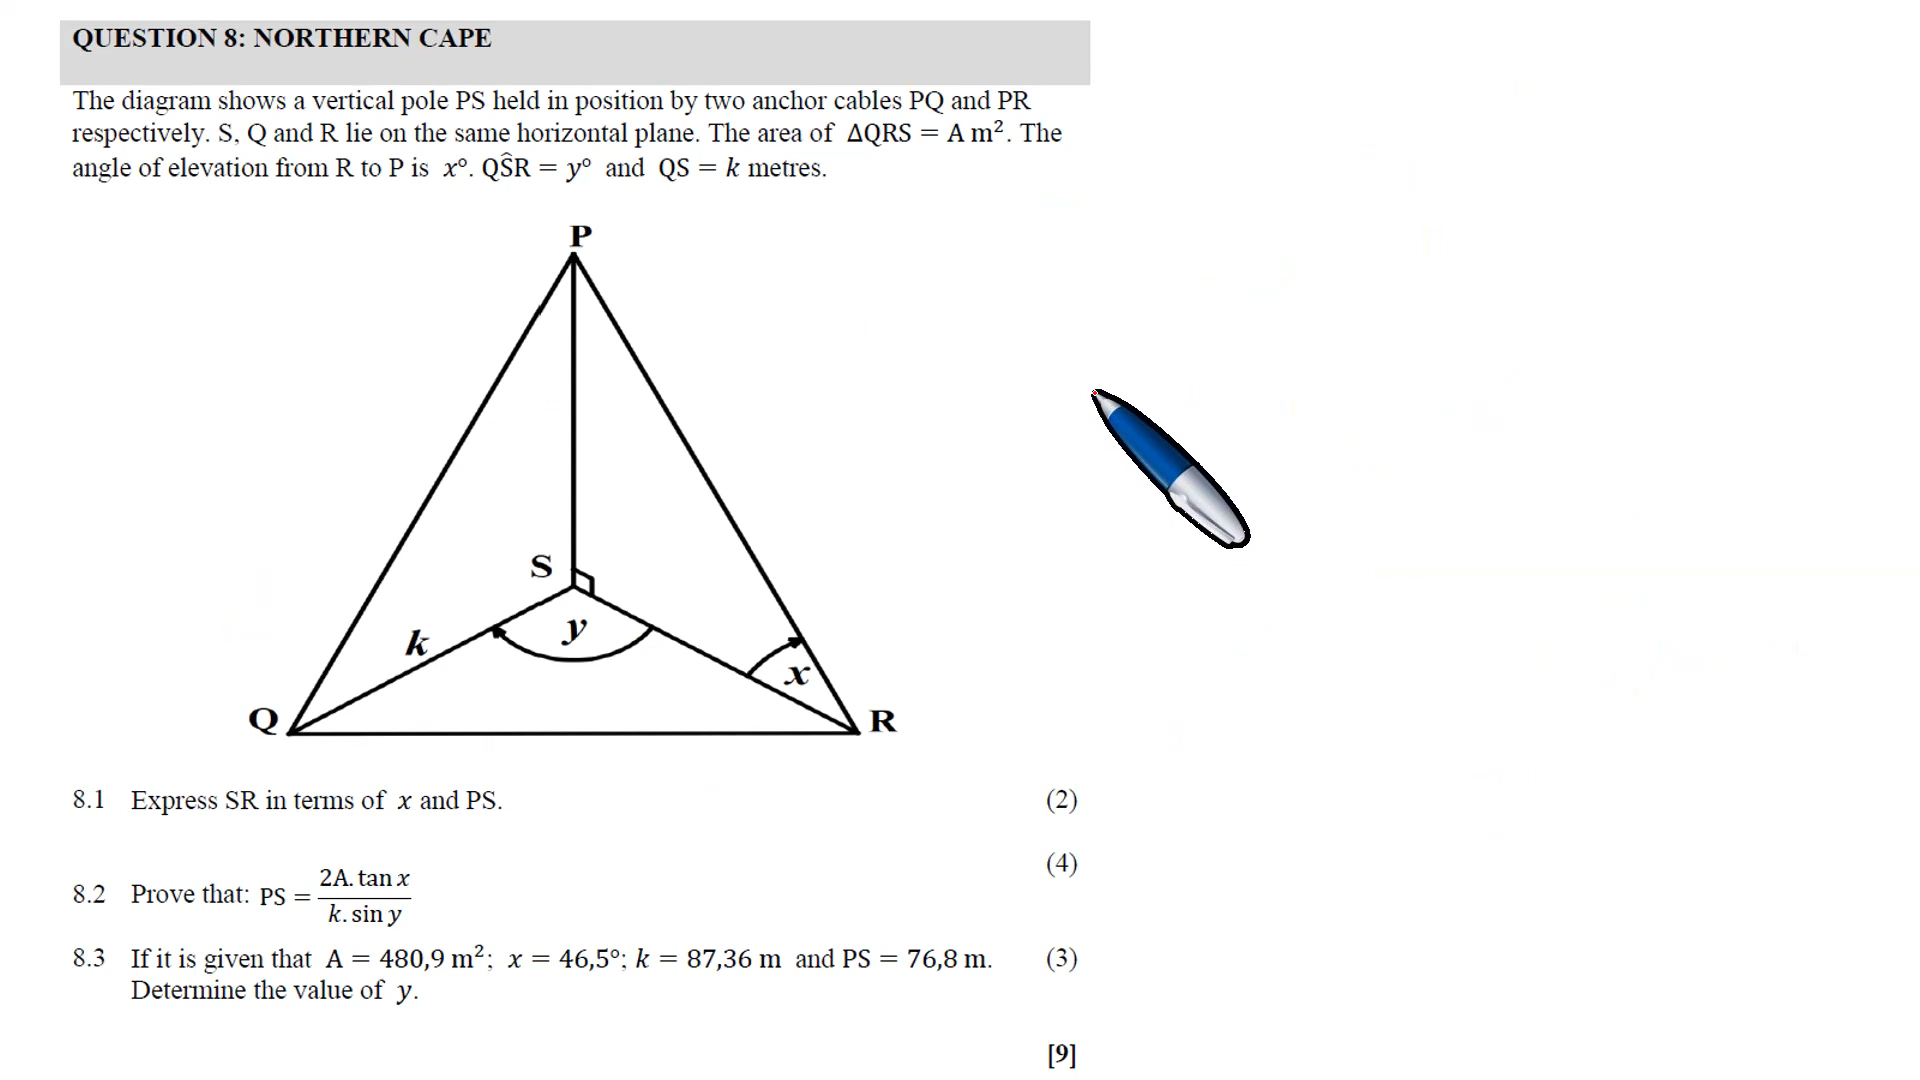 QUESTION 8: NORTHERN CAPE
The diagram shows a vertical pole PS held in position by two anchor cables PQ and PR
respectively. S, Q and R lie on the same horizontal plane. The area of ΔQRS = A m². The
angle of elevation from R to P is x°. QŜR = y° and QS = k metres.
P
S
k
y
x
Q
R
8.1 Express SR in terms of x and PS. (2)
(4)
8.2 Prove that: PS = \frac{2A. tan x}{k. sin y}
8.3 If it is given that A = 480,9 m²; x = 46,5°; k = 87,36 m and PS = 76,8 m. (3)
Determine the value of y.
[9]